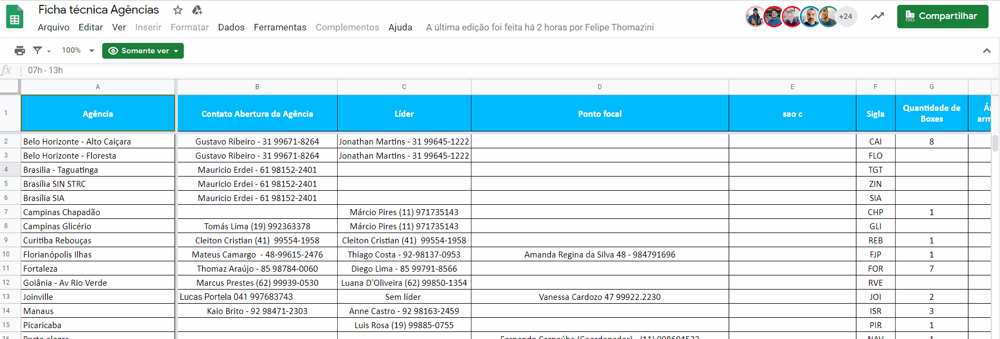 Ficha técnica Agências
Arquivo Editar Ver Inserir Formatar Dados Ferramentas Complementos Ajuda A última edição foi feita há 2 horas por Felipe Thomazini
+24
Compartilhar
100% Somente ver
fx 07h - 13h
A B C D E F G
1 Agência Contato Abertura da Agência Líder Ponto focal sao c Sigla Quantidade de Boxes
2 Belo Horizonte - Alto Caiçara Gustavo Ribeiro - 31 99671-8264 Jonathan Martins - 31 99645-1222 CAI 8
3 Belo Horizonte - Floresta Gustavo Ribeiro - 31 99671-8264 Jonathan Martins - 31 99645-1222 FLO
4 Brasilia - Taguatinga Mauricio Erdei - 61 98152-2401 TGT
5 Brasília SIN STRC Mauricio Erdei - 61 98152-2401 ZIN
6 Brasília SIA Mauricio Erdei - 61 98152-2401 SIA
7 Campinas Chapadão Márcio Pires (11) 971735143 CHP 1
8 Campinas Glicério Tomás Lima (19) 992363378 Márcio Pires (11) 971735143 GLI
9 Curitiba Rebouças Cleiton Cristian (41)  99554-1958 Cleiton Cristian (41)  99554-1958 REB 1
10 Florianópolis Ilhas Mateus Camargo  - 48-99615-2476 Thiago Costa - 92-98137-0953 Amanda Regina da Silva 48 - 984791696 FJP 1
11 Fortaleza Thomaz Araújo - 85 98784-0060 Diego Lima - 85 99791-8566 FOR 7
12 Goiânia - Av Rio Verde Marcus Prestes (62) 99939-0530 Luana D'Oliveira (62) 99850-1354 RVE
13 Joinville Lucas Portela 041 997683743 Sem líder Vanessa Cardozo 47 99922.2230 JOI 2
14 Manaus Kaio Brito - 92 98471-2303 Anne Castro - 92 98163-2459 ISR 3
15 Picaricaba Luis Rosa (19) 99885-0755 PIR 1
16 Porto alegre Fernando Carnaúba (Coordenador) - (11) 998694533 NAV 1